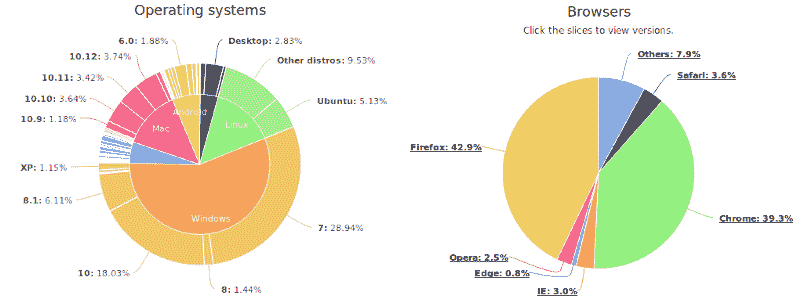 Operating systems
6.0: 1.88%
Desktop: 2.83%
10.12: 3.74%
Other distros: 9.53%
10.11: 3.42%
10.10: 3.64%
Ubuntu: 5.13%
10.9: 1.18%
Android
Mac
Linux
XP: 1.15%
8.1: 6.11%
Windows
7: 28.94%
10: 18.03%
8: 1.44%
Browsers
Click the slices to view versions.
Others: 7.9%
Safari: 3.6%
Firefox: 42.9%
Chrome: 39.3%
Opera: 2.5%
Edge: 0.8%
IE: 3.0%